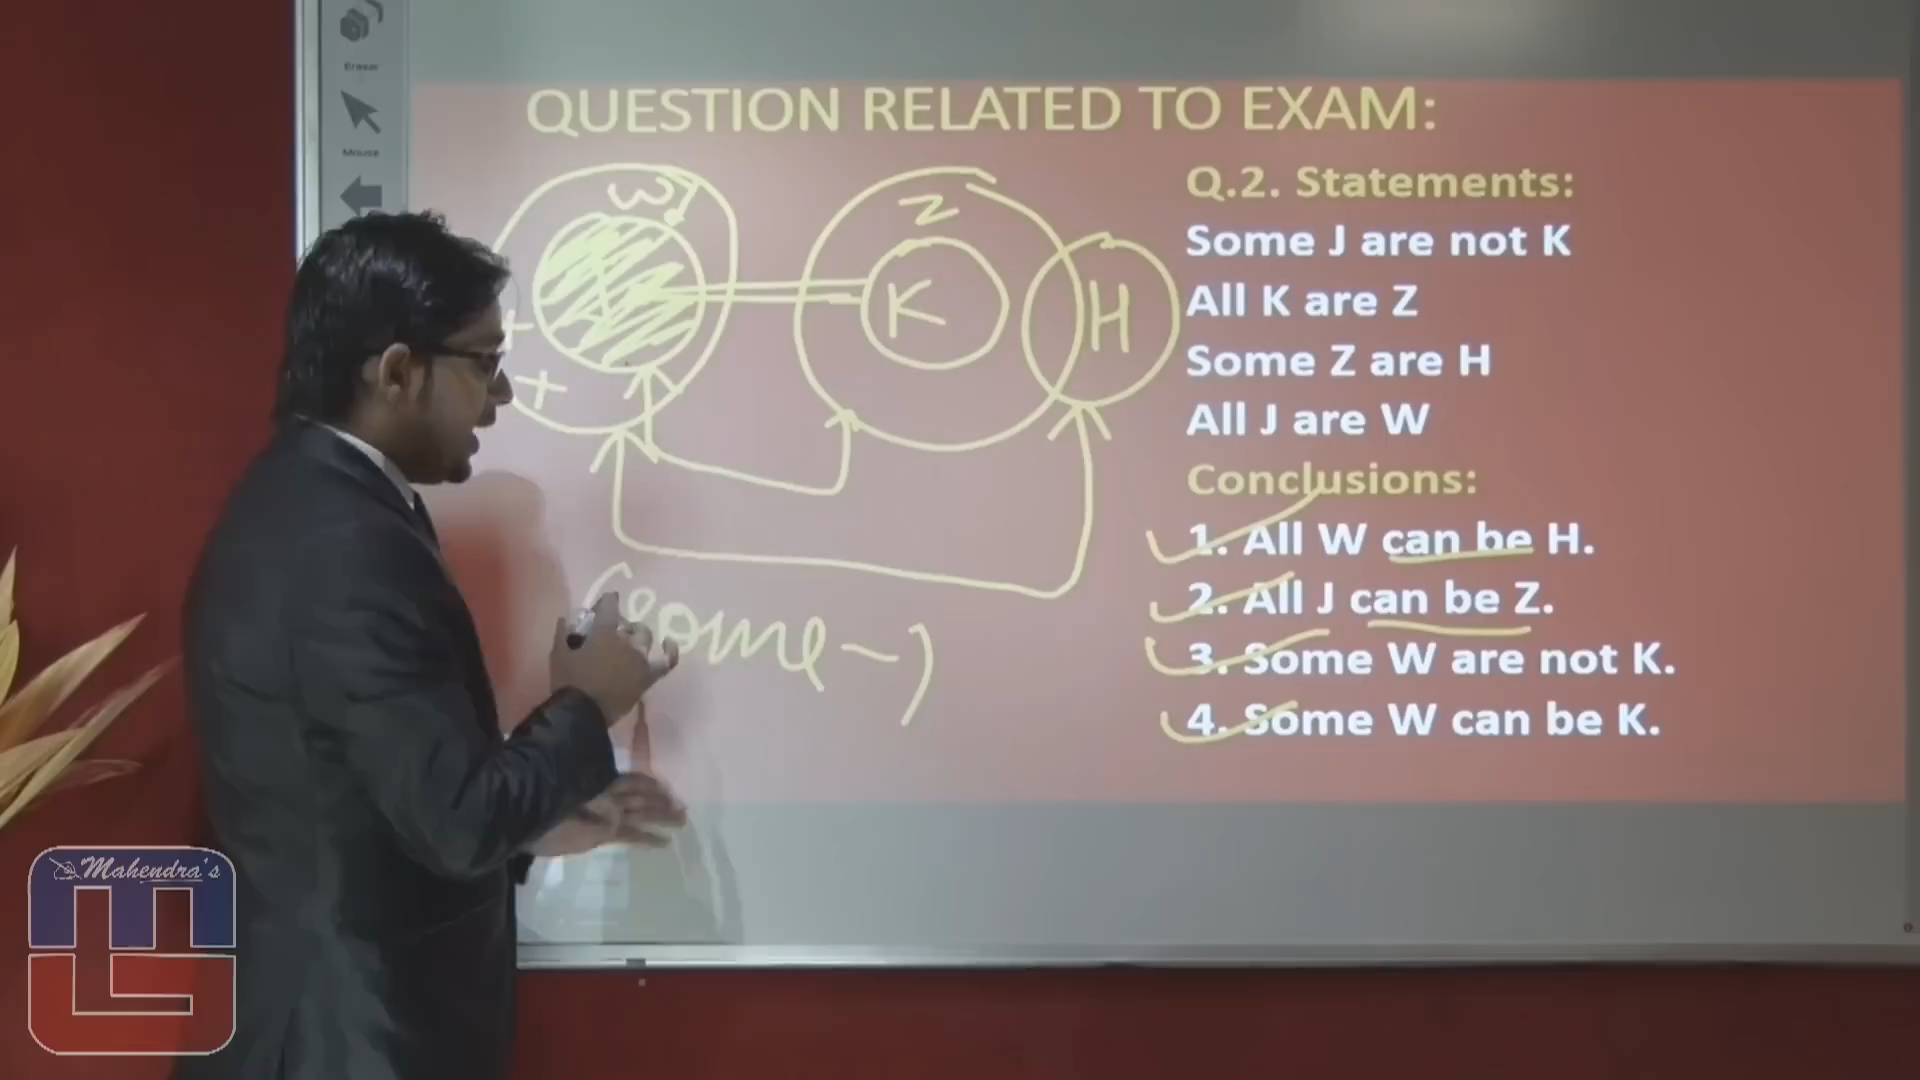 Eraser
Mouse
QUESTION RELATED TO EXAM:
W
Z
K
H
Q.2. Statements:
Some J are not K
All K are Z
Some Z are H
All J are W
Conclusions:
1. All W can be H.
2. All J can be Z.
3. Some W are not K.
4. Some W can be K.
Some
Mahendra's